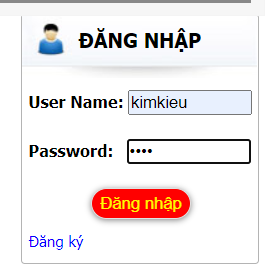 ĐĂNG NHẬP
User Name: kimkieu
Password: ••••
Đăng nhập
Đăng ký